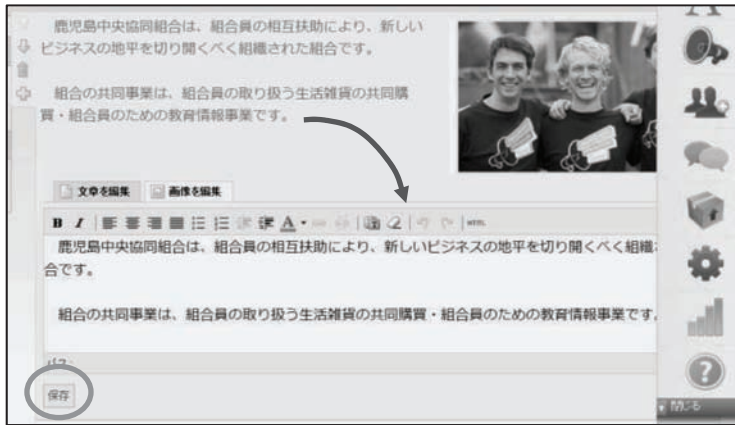 鹿児島中央協同組合は、組合員の相互扶助により、新しい
ビジネスの地平を切り開くべく組織された組合です。
組合の共同事業は、組合員の取り扱う生活雑貨の共同購
買・組合員のための教育情報事業です。
文章を編集 画像を編集
B I A HTML
鹿児島中央協同組合は、組合員の相互扶助により、新しいビジネスの地平を切り開くべく組織
合です。
組合の共同事業は、組合員の取り扱う生活雑貨の共同購買・組合員のための教育情報事業です。
保存
閉じる